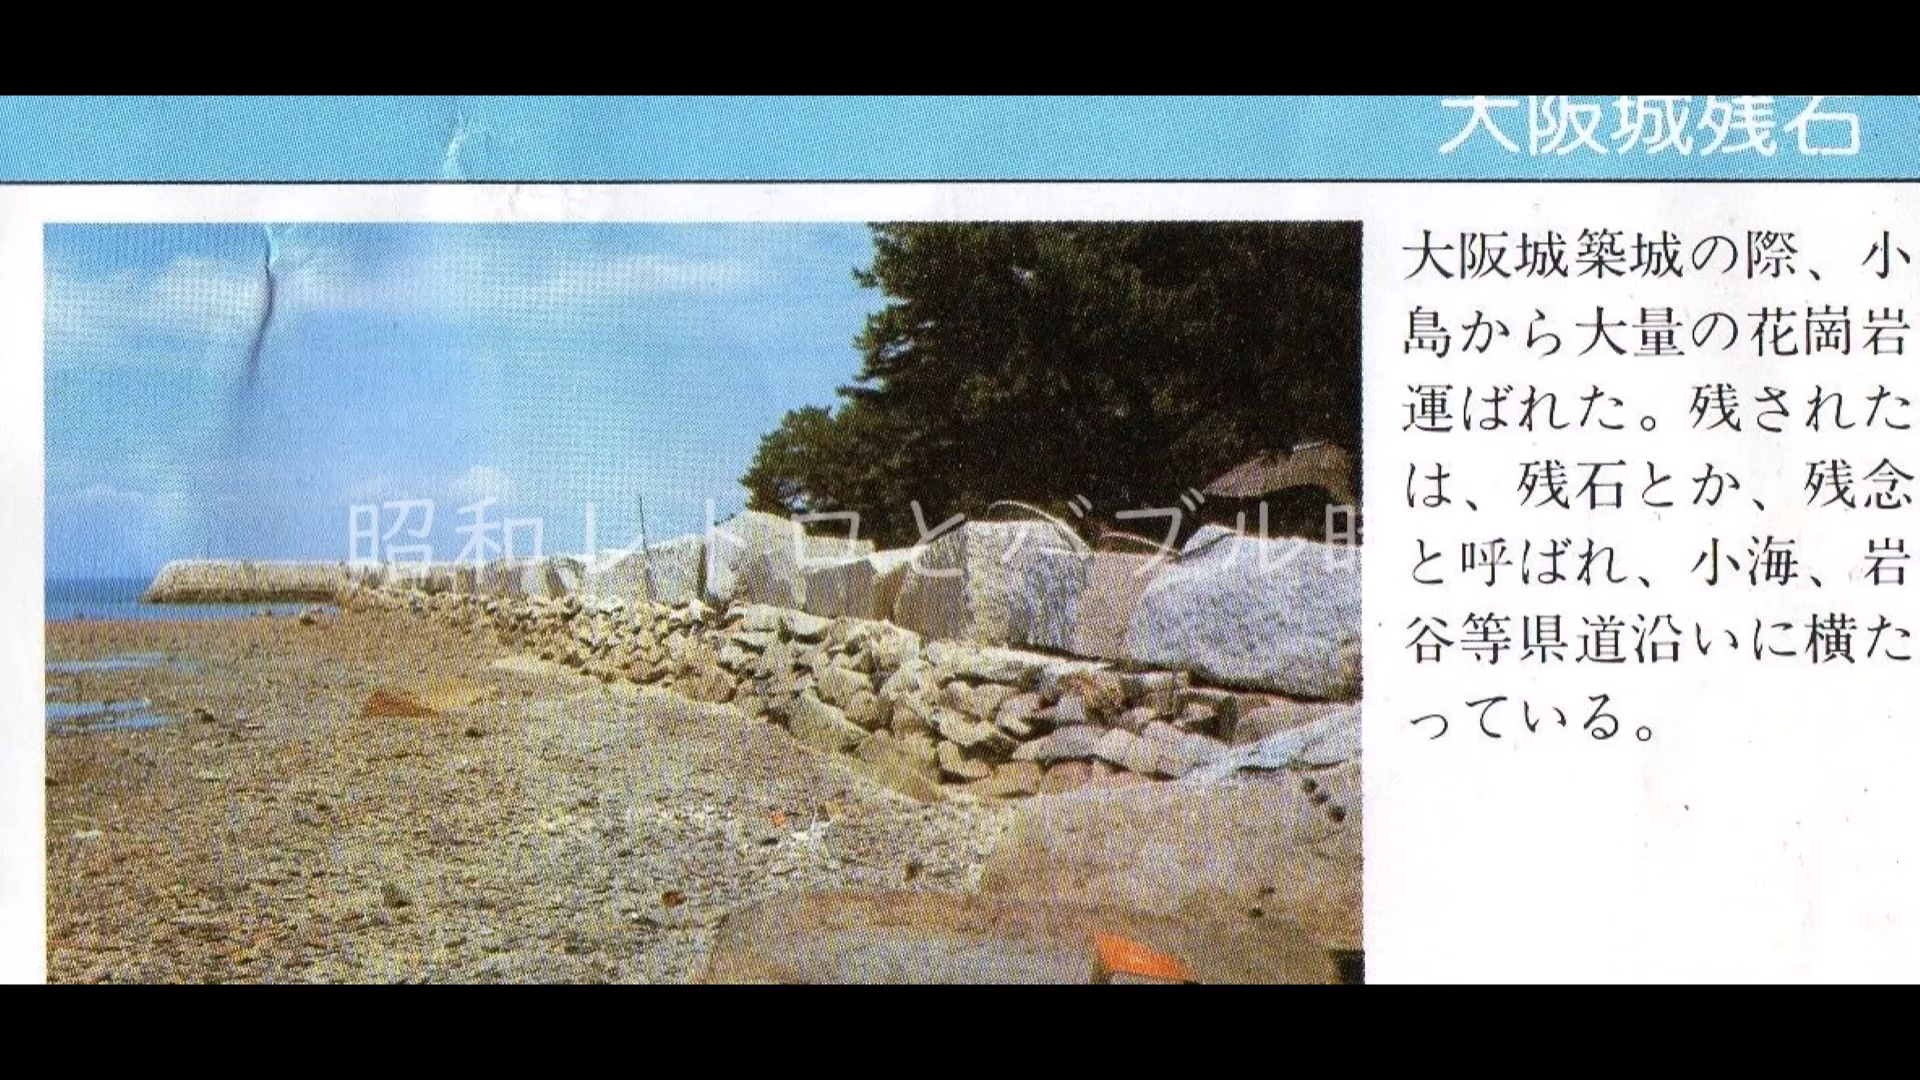 大阪城残石
大阪城築城の際、小
島から大量の花崗岩
運ばれた。残された
は、残石とか、残念
と呼ばれ、小海、岩
谷等県道沿いに横た
っている。
昭和レトロとバブル時